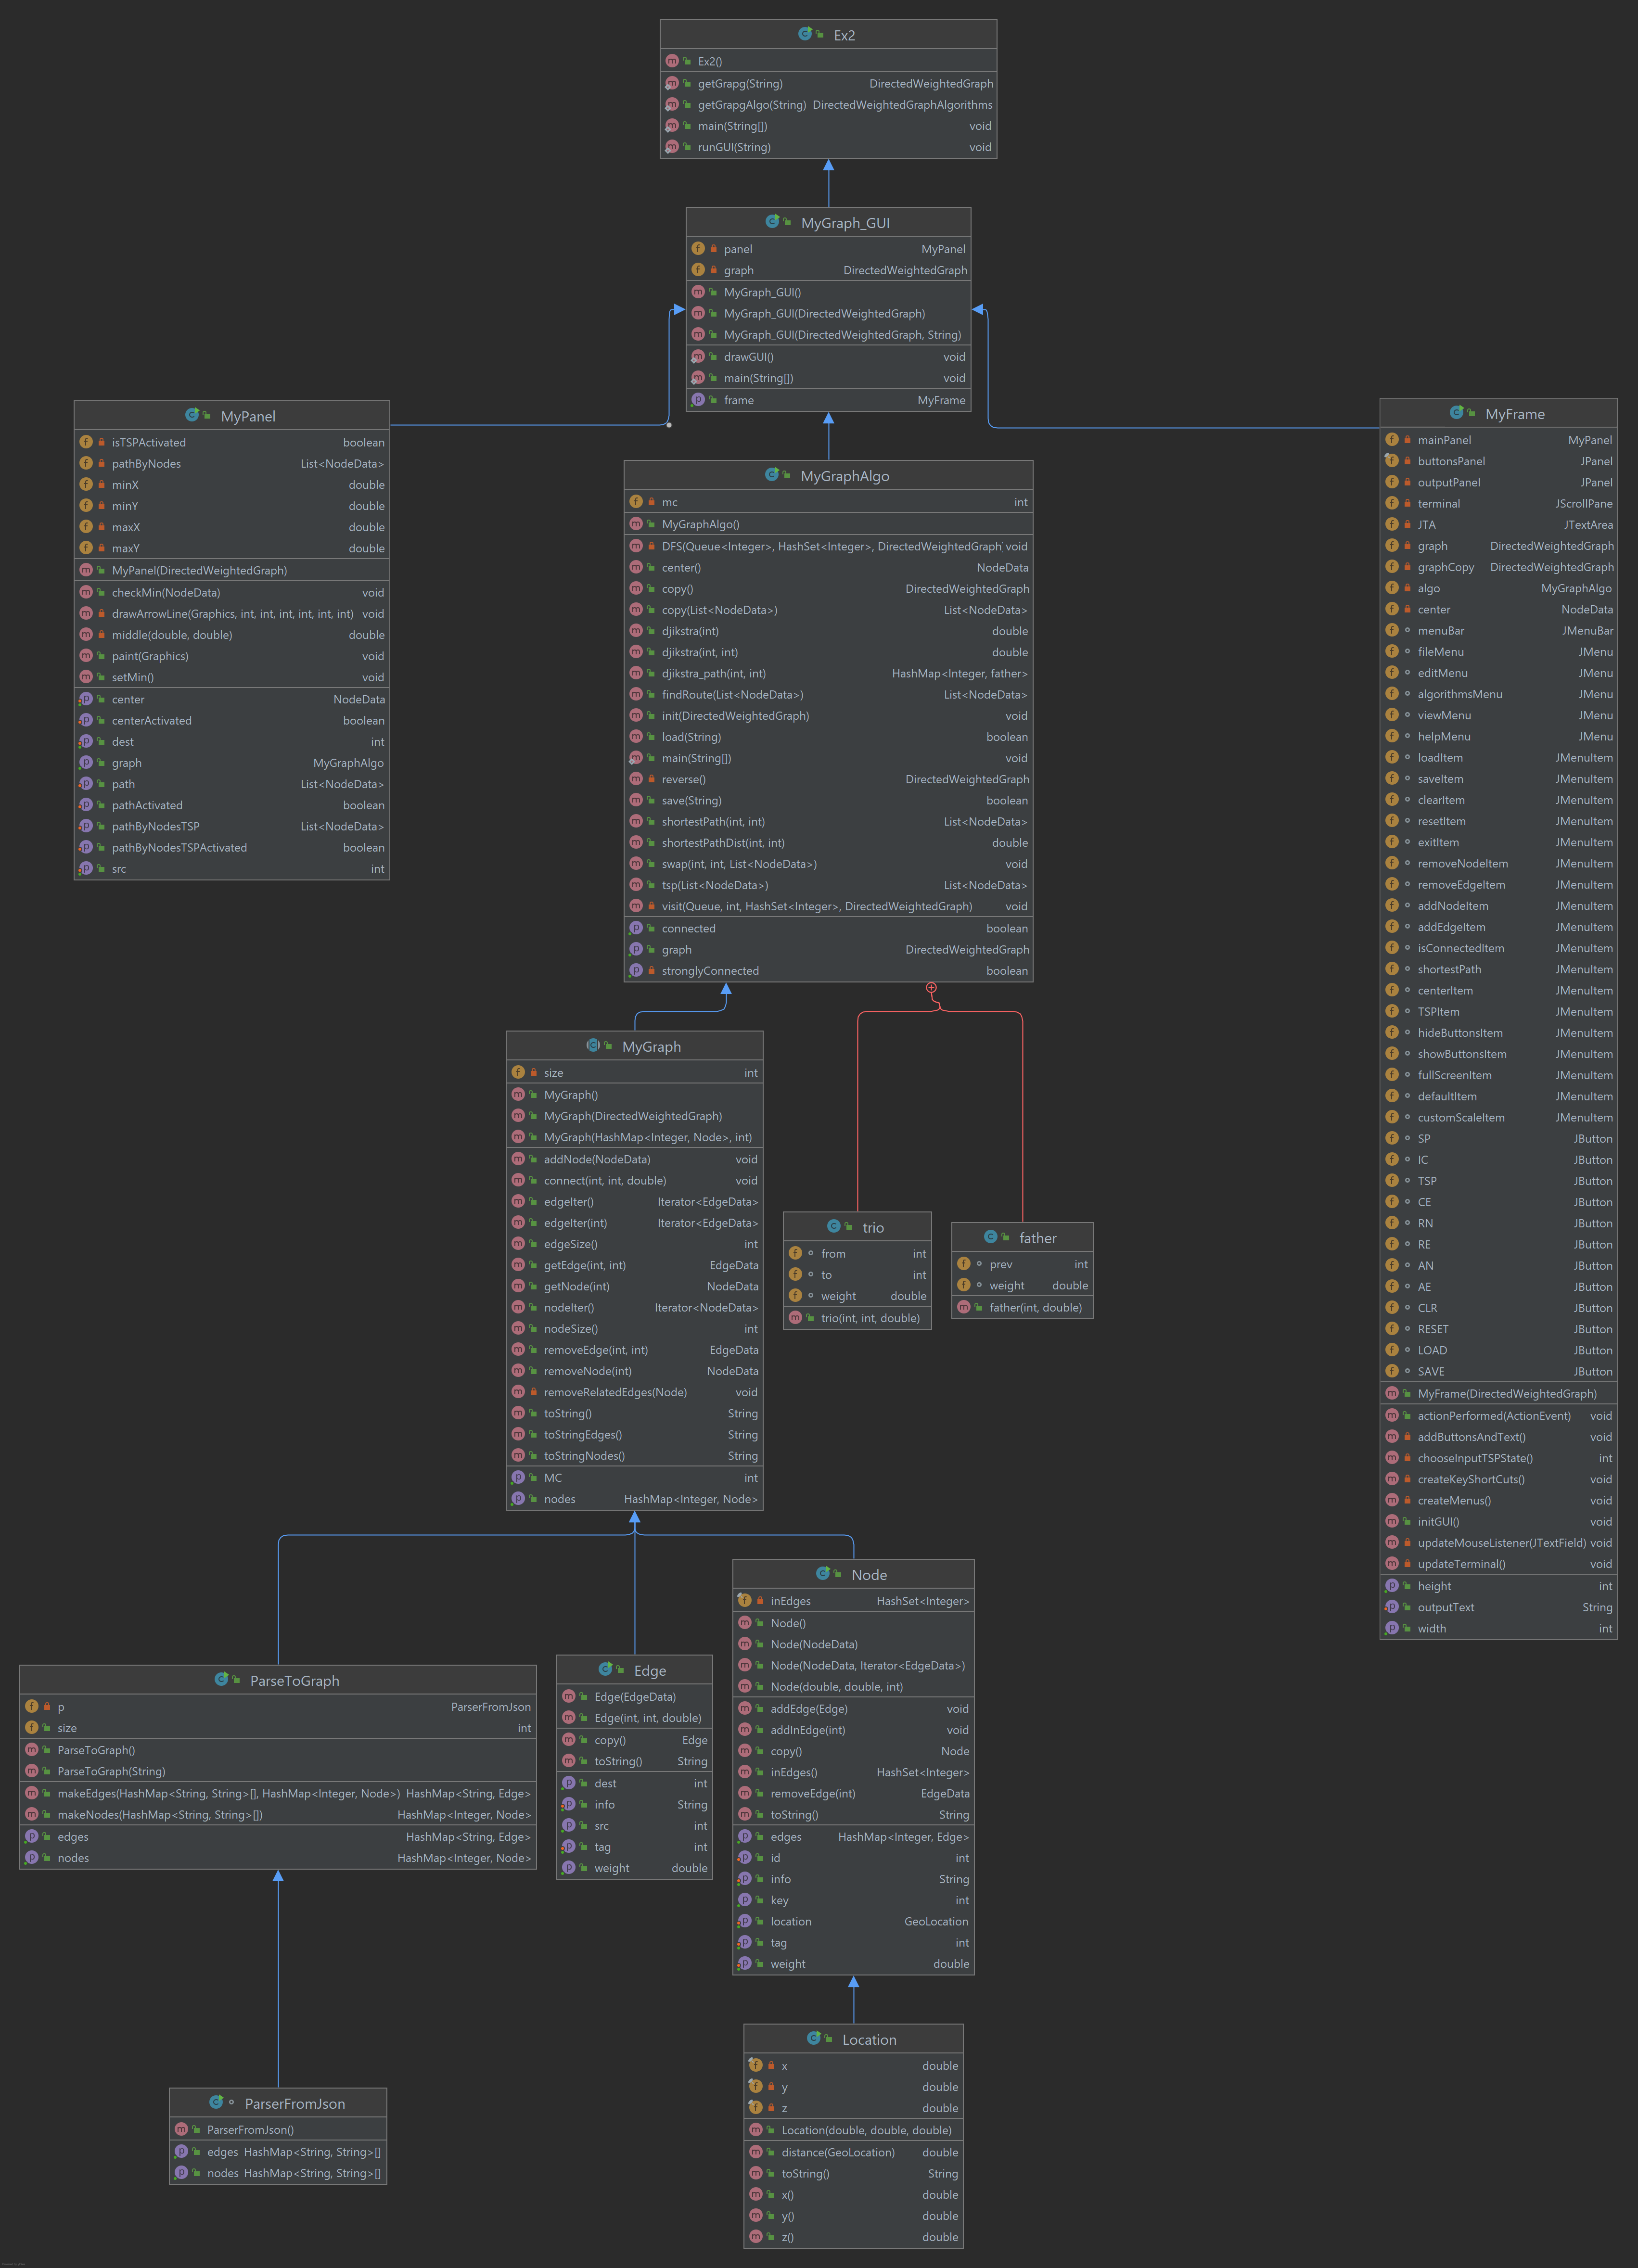 Ex2
Ex2()
getGrapg(String) DirectedWeightedGraph
getGrapgAlgo(String) DirectedWeightedGraphAlgorithms
main(String[]) void
runGUI(String) void
MyGraph_GUI
panel MyPanel
graph DirectedWeightedGraph
MyGraph_GUI()
MyGraph_GUI(DirectedWeightedGraph)
MyGraph_GUI(DirectedWeightedGraph, String)
drawGUI() void
main(String[]) void
frame MyFrame
MyPanel
isTSPActivated boolean
pathByNodes List<NodeData>
minX double
minY double
maxX double
maxY double
MyPanel(DirectedWeightedGraph)
checkMin(NodeData) void
drawArrowLine(Graphics, int, int, int, int, int, int) void
middle(double, double) double
paint(Graphics) void
setMin() void
center NodeData
centerActivated boolean
dest int
graph MyGraphAlgo
path List<NodeData>
pathActivated boolean
pathByNodesTSP List<NodeData>
pathByNodesTSPActivated boolean
src int
MyGraphAlgo
mc int
MyGraphAlgo()
DFS(Queue<Integer>, HashSet<Integer>, DirectedWeightedGraph void
center() NodeData
copy() DirectedWeightedGraph
copy(List<NodeData>) List<NodeData>
djikstra(int) double
djikstra(int, int) double
djikstra_path(int, int) HashMap<Integer, father>
findRoute(List<NodeData>) List<NodeData>
init(DirectedWeightedGraph) void
load(String) boolean
main(String[]) void
reverse() DirectedWeightedGraph
save(String) boolean
shortestPath(int, int) List<NodeData>
shortestPathDist(int, int) double
swap(int, int, List<NodeData>) void
tsp(List<NodeData>) List<NodeData>
visit(Queue, int, HashSet<Integer>, DirectedWeightedGraph) void
connected boolean
graph DirectedWeightedGraph
stronglyConnected boolean
MyFrame
mainPanel MyPanel
buttonsPanel JPanel
outputPanel JPanel
terminal JScrollPane
JTA JTextArea
graph DirectedWeightedGraph
graphCopy DirectedWeightedGraph
algo MyGraphAlgo
center NodeData
menuBar JMenuBar
fileMenu JMenu
editMenu JMenu
algorithmsMenu JMenu
viewMenu JMenu
helpMenu JMenu
loadItem JMenuItem
saveItem JMenuItem
clearItem JMenuItem
resetItem JMenuItem
exitItem JMenuItem
removeNodeItem JMenuItem
removeEdgeItem JMenuItem
addNodeItem JMenuItem
addEdgeItem JMenuItem
isConnectedItem JMenuItem
shortestPath JMenuItem
centerItem JMenuItem
TSPItem JMenuItem
hideButtonsItem JMenuItem
showButtonsItem JMenuItem
fullScreenItem JMenuItem
defaultItem JMenuItem
customScaleItem JMenuItem
SP JButton
IC JButton
TSP JButton
CE JButton
RN JButton
RE JButton
AN JButton
AE JButton
CLR JButton
RESET JButton
LOAD JButton
SAVE JButton
MyFrame(DirectedWeightedGraph)
actionPerformed(ActionEvent) void
addButtonsAndText() void
chooseInputTSPState() int
createKeyShortCuts() void
createMenus() void
initGUI() void
updateMouseListener(JTextField) void
updateTerminal() void
height int
outputText String
width int
MyGraph
size int
MyGraph()
MyGraph(DirectedWeightedGraph)
MyGraph(HashMap<Integer, Node>, int)
addNode(NodeData) void
connect(int, int, double) void
edgeIter() Iterator<EdgeData>
edgeIter(int) Iterator<EdgeData>
edgeSize() int
getEdge(int, int) EdgeData
getNode(int) NodeData
nodeIter() Iterator<NodeData>
nodeSize() int
removeEdge(int, int) EdgeData
removeNode(int) NodeData
removeRelatedEdges(Node) void
toString() String
toStringEdges() String
toStringNodes() String
MC int
nodes HashMap<Integer, Node>
trio
from int
to int
weight double
trio(int, int, double)
father
prev int
weight double
father(int, double)
Node
inEdges HashSet<Integer>
Node()
Node(NodeData)
Node(NodeData, Iterator<EdgeData>)
Node(double, double, int)
addEdge(Edge) void
addInEdge(int) void
copy() Node
inEdges() HashSet<Integer>
removeEdge(int) EdgeData
toString() String
edges HashMap<Integer, Edge>
id int
info String
key int
location GeoLocation
tag int
weight double
Edge
Edge(EdgeData)
Edge(int, int, double)
copy() Edge
toString() String
dest int
info String
src int
tag int
weight double
ParseToGraph
p ParserFromJson
size int
ParseToGraph()
ParseToGraph(String)
makeEdges(HashMap<String, String>[], HashMap<Integer, Node>) HashMap<String, Edge>
makeNodes(HashMap<String, String>[]) HashMap<Integer, Node>
edges HashMap<String, Edge>
nodes HashMap<Integer, Node>
Location
x double
y double
z double
Location(double, double, double)
distance(GeoLocation) double
toString() String
x() double
y() double
z() double
ParserFromJson
ParserFromJson()
edges HashMap<String, String>[]
nodes HashMap<String, String>[]